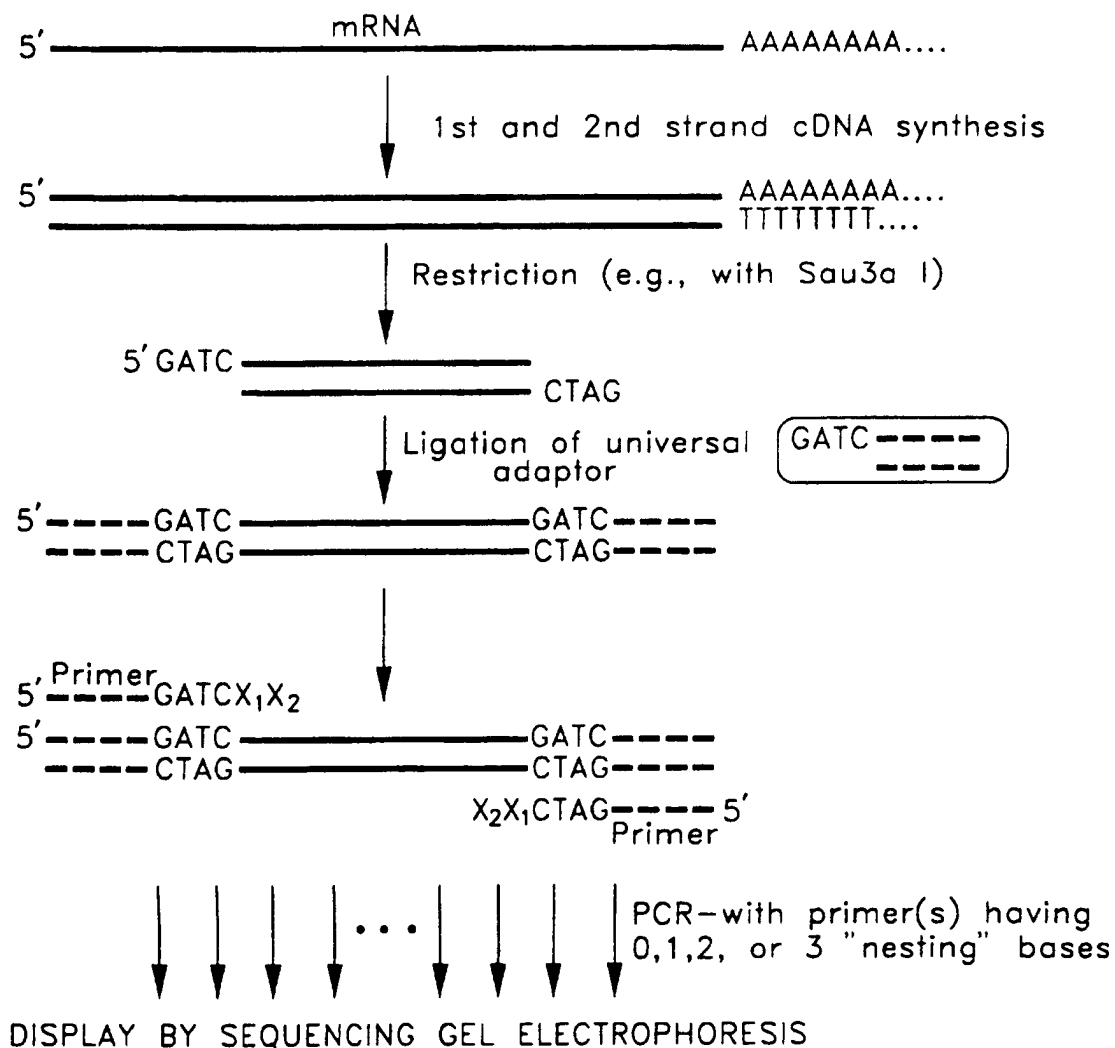 mRNA
5′ AAAAAAAA....
1st and 2nd strand cDNA synthesis
5′ AAAAAAAA....
TTTTTTTT....
Restriction (e.g., with Sau3a I)
5′ GATC
CTAG
Ligation of universal adaptor
GATC
5′ GATC GATC
CTAG CTAG
Primer
5′ GATCX₁X₂
5′ GATC GATC
CTAG CTAG
X₂X₁CTAG 5′
Primer
PCR-with primer(s) having
...
0,1,2, or 3 "nesting" bases
DISPLAY BY SEQUENCING GEL ELECTROPHORESIS